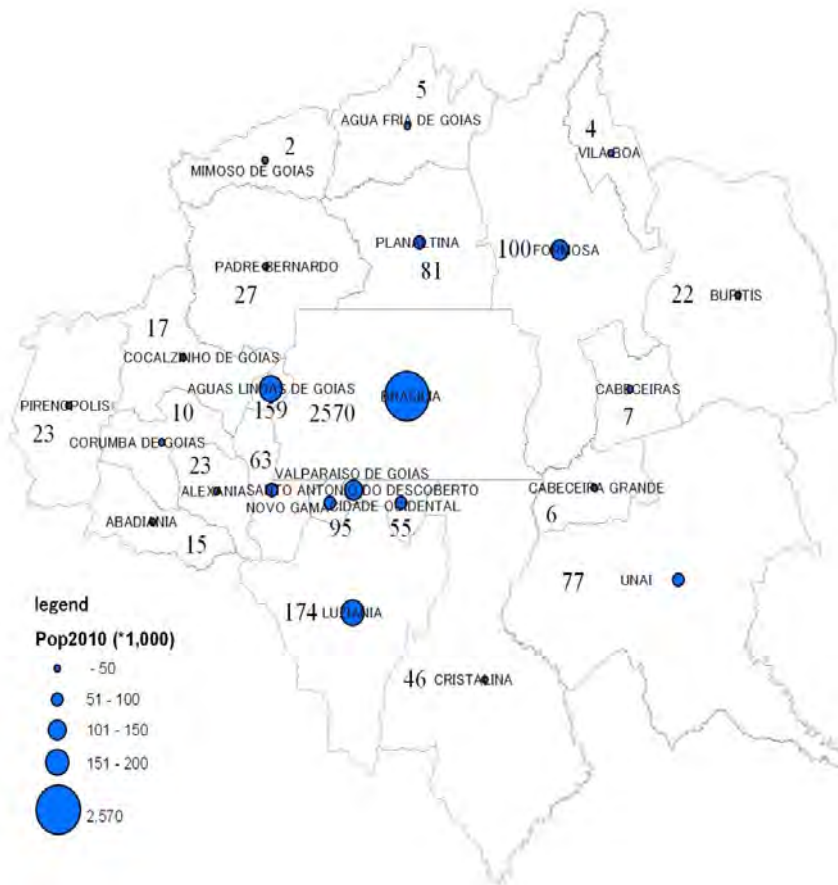 5
AGUA FRIA DE GOIAS
4
VILA BOA
2
MIMOSO DE GOIAS
PLANALTINA
81
100 FORMOSA
PADRE BERNARDO
27
22 BURITIS
17
COCALZINHO DE GOIAS
AGUAS LINDAS DE GOIAS
159
2570
BRASILIA
CABECEIRAS
7
PIRENOPOLIS
23
10
CORUMBA DE GOIAS
23
63
VALPARAISO DE GOIAS
ALEXANIA
SANTO ANTONIO DO DESCOBERTO
NOVO GAMA
CIDADE OCIDENTAL
CABECEIRA GRANDE
6
95
55
ABADIANIA
15
77 UNAI
174 LUZIANIA
46 CRISTALINA
legend
Pop2010 (*1,000)
- 50
51 - 100
101 - 150
151 - 200
2,570